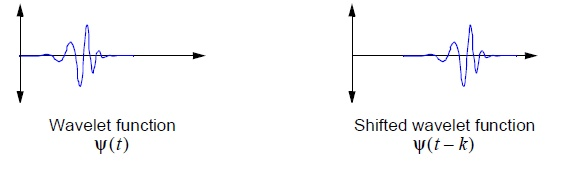 Wavelet function
ψ(t)
Shifted wavelet function
ψ(t – k)